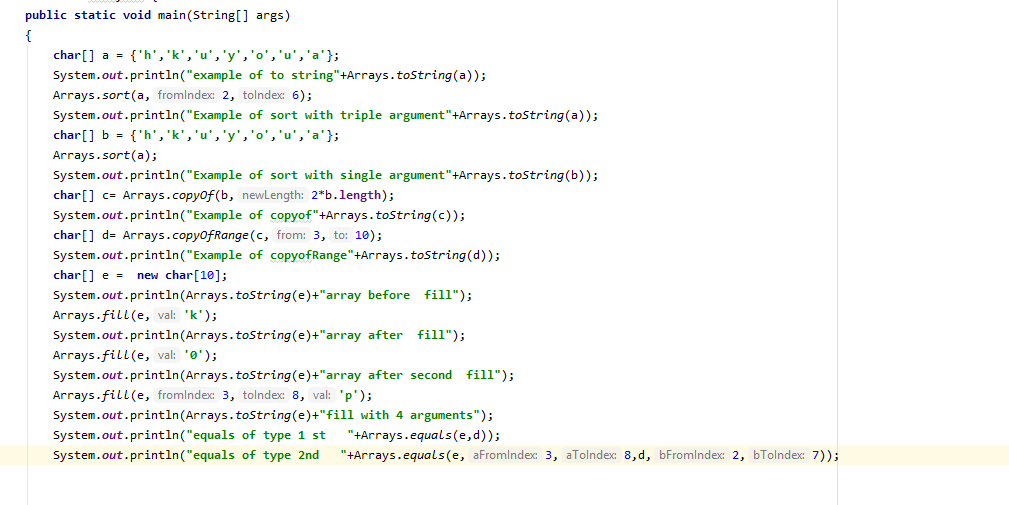 public static void main(String[] args)
{
char[] a = {'h','k','u','y','o','u','a'};
System.out.println("example of to string"+Arrays.toString(a));
Arrays.sort(a, fromIndex: 2, toIndex: 6);
System.out.println("Example of sort with triple argument"+Arrays.toString(a));
char[] b = {'h','k','u','y','o','u','a'};
Arrays.sort(a);
System.out.println("Example of sort with single argument"+Arrays.toString(b));
char[] c= Arrays.copyOf(b, newLength: 2*b.length);
System.out.println("Example of copyof"+Arrays.toString(c));
char[] d= Arrays.copyOfRange(c, from: 3, to: 10);
System.out.println("Example of copyofRange"+Arrays.toString(d));
char[] e =  new char[10];
System.out.println(Arrays.toString(e)+"array before  fill");
Arrays.fill(e, val: 'k');
System.out.println(Arrays.toString(e)+"array after  fill");
Arrays.fill(e, val: '0');
System.out.println(Arrays.toString(e)+"array after second  fill");
Arrays.fill(e, fromIndex: 3, toIndex: 8, val: 'p');
System.out.println(Arrays.toString(e)+"fill with 4 arguments");
System.out.println("equals of type 1 st   "+Arrays.equals(e,d));
System.out.println("equals of type 2nd   "+Arrays.equals(e, aFromIndex: 3, aToIndex: 8,d, bFromIndex: 2, bToIndex: 7));